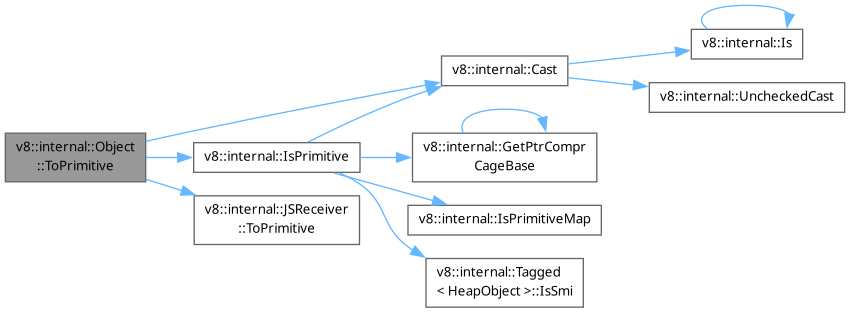 v8::internal::Object
::ToPrimitive
v8::internal::IsPrimitive
v8::internal::JSReceiver
::ToPrimitive
v8::internal::Cast
v8::internal::GetPtrCompr
CageBase
v8::internal::IsPrimitiveMap
v8::internal::Tagged
< HeapObject >::IsSmi
v8::internal::Is
v8::internal::UncheckedCast